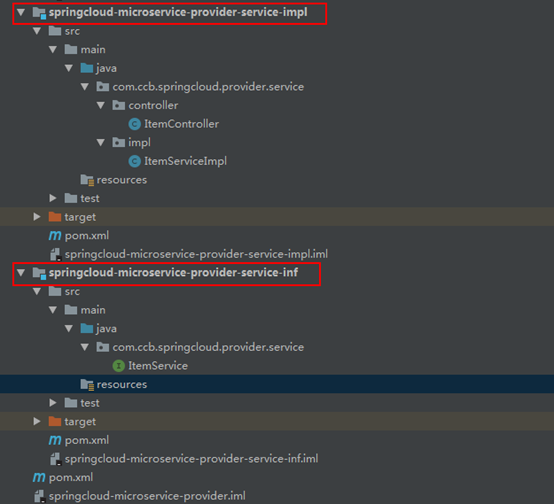 springcloud-microservice-provider-service-impl
src
main
java
com.ccb.springcloud.provider.service
controller
ItemController
impl
ItemServiceImpl
resources
test
target
pom.xml
springcloud-microservice-provider-service-impl.iml
springcloud-microservice-provider-service-inf
src
main
java
com.ccb.springcloud.provider.service
ItemService
resources
test
target
pom.xml
springcloud-microservice-provider-service-inf.iml
pom.xml
springcloud-microservice-provider.iml